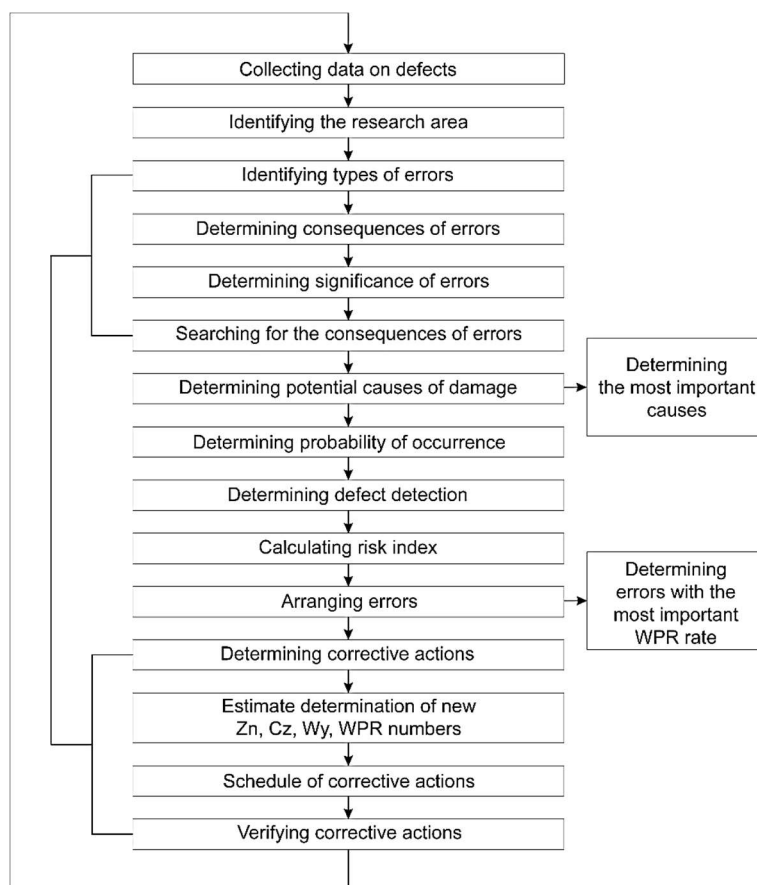 Collecting data on defects
Identifying the research area
Identifying types of errors
Determining consequences of errors
Determining significance of errors
Searching for the consequences of errors
Determining potential causes of damage
Determining
the most important
causes
Determining probability of occurrence
Determining defect detection
Calculating risk index
Arranging errors
Determining
errors with the
most important
WPR rate
Determining corrective actions
Estimate determination of new
Zn, Cz, Wy, WPR numbers
Schedule of corrective actions
Verifying corrective actions